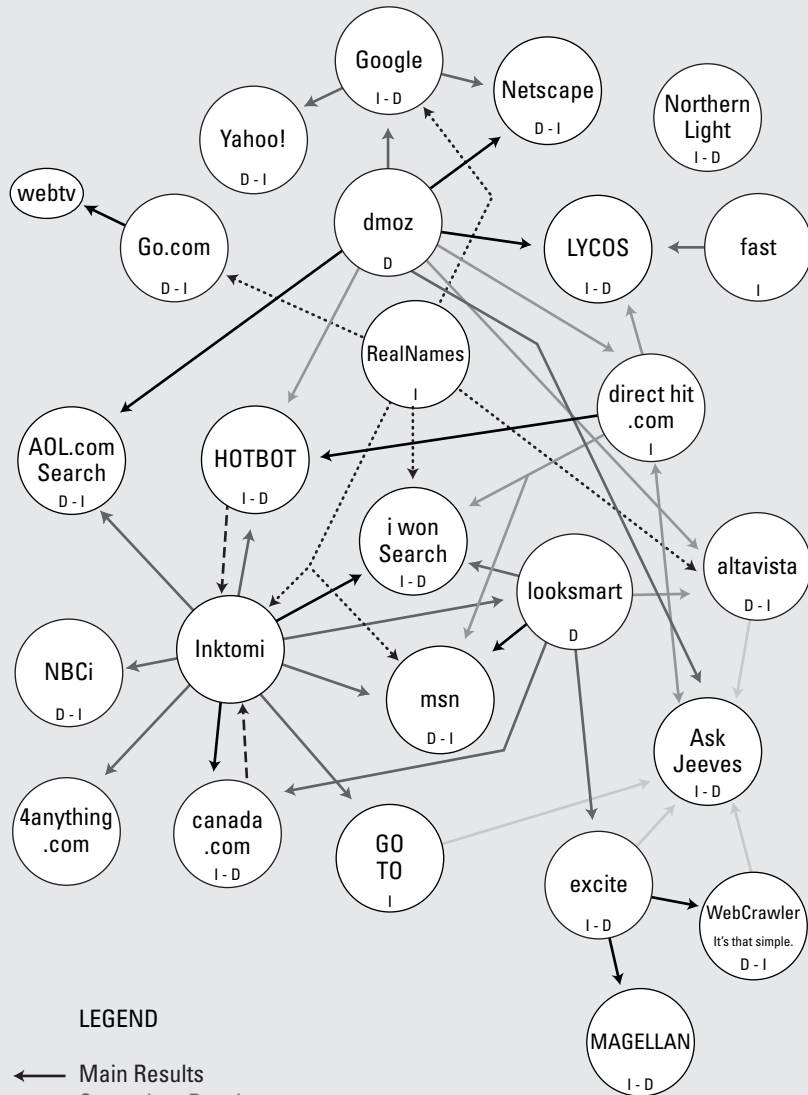 Google
I - D
Netscape
D - I
Northern
Light
I - D
Yahoo!
D - I
webtv
Go.com
D - I
dmoz
D
LYCOS
I - D
fast
I
RealNames
I
direct hit
.com
I
AOL.com
Search
D - I
HOTBOT
I - D
i won
Search
I - D
looksmart
D
altavista
D - I
Inktomi
NBCi
D - I
msn
D - I
Ask
Jeeves
I - D
4anything
.com
canada
.com
I - D
GO
TO
I
excite
I - D
WebCrawler
It's that simple.
D - I
MAGELLAN
I - D
LEGEND
Main Results